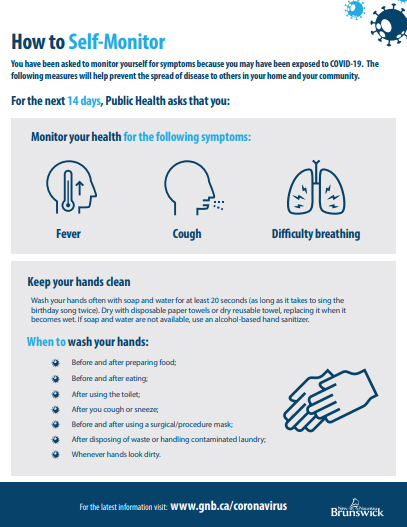 How to Self-Monitor
You have been asked to monitor yourself for symptoms because you may have been exposed to COVID-19. The
following measures will help prevent the spread of disease to others in your home and your community.
For the next 14 days, Public Health asks that you:
Monitor your health for the following symptoms:
Fever
Cough
Difficulty breathing
Keep your hands clean
Wash your hands often with soap and water for at least 20 seconds (as long as it takes to sing the
birthday song twice). Dry with disposable paper towels or dry reusable towel, replacing it when it
becomes wet. If soap and water are not available, use an alcohol-based hand sanitizer.
When to wash your hands:
Before and after preparing food;
Before and after eating;
After using the toilet;
After you cough or sneeze;
Before and after using a surgical/procedure mask;
After disposing of waste or handling contaminated laundry;
Whenever hands look dirty.
For the latest information visit: www.gnb.ca/coronavirus
New Nouveau
Brunswick